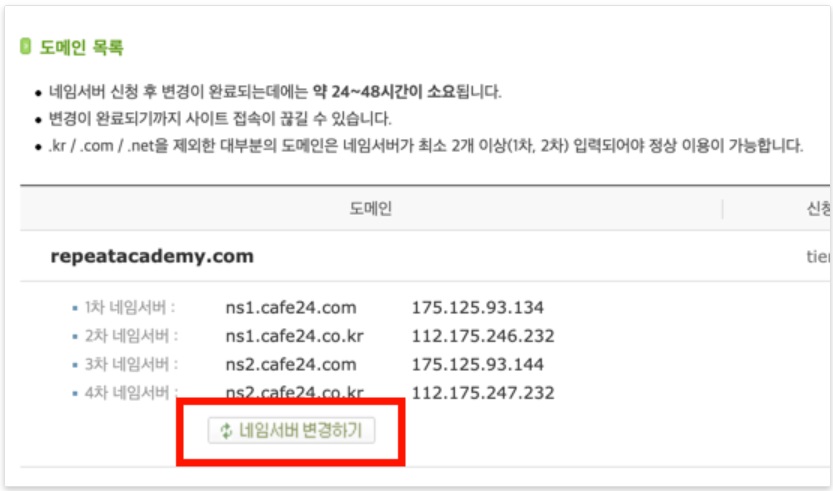 도메인 목록
네임서버 신청 후 변경이 완료되는데에는 약 24~48시간이 소요됩니다.
변경이 완료되기까지 사이트 접속이 끊길 수 있습니다.
.kr / .com / .net을 제외한 대부분의 도메인은 네임서버가 최소 2개 이상(1차, 2차) 입력되어야 정상 이용이 가능합니다.
도메인
repeatacademy.com
1차 네임서버 : ns1.cafe24.com 175.125.93.134
2차 네임서버 : ns1.cafe24.co.kr 112.175.246.232
3차 네임서버 : ns2.cafe24.com 175.125.93.144
4차 네임서버 : ns2.cafe24.co.kr 112.175.247.232
네임서버 변경하기